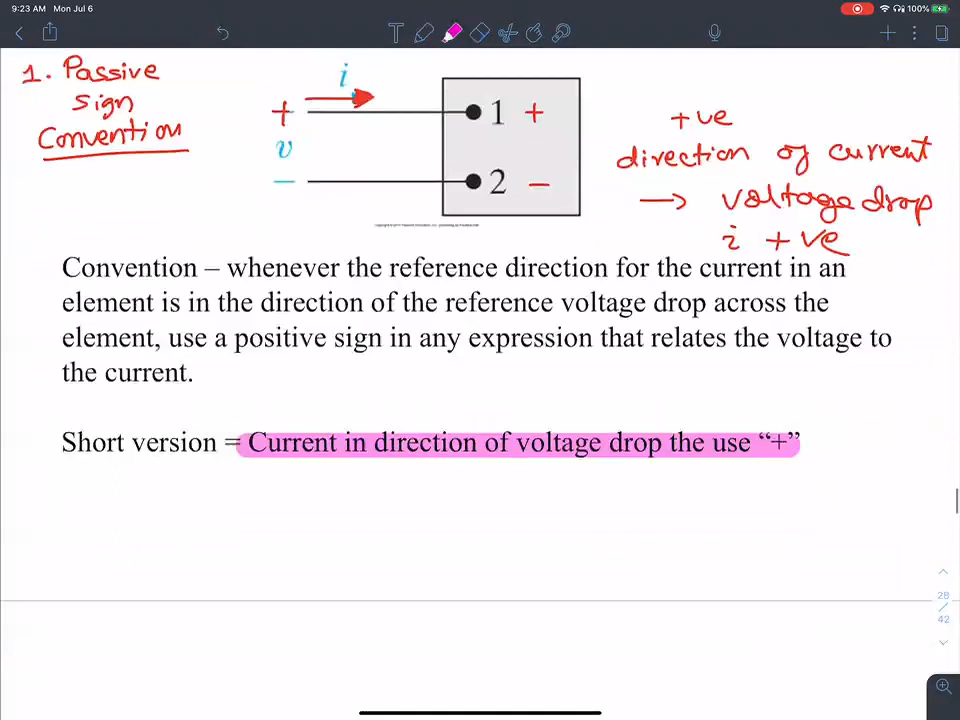 9:23 AM Mon Jul 6
100%
1. Passive
sign
Convention
i
+
v
−
1 +
2 −
+ve
direction of current
→ voltage drop
i +ve
Convention – whenever the reference direction for the current in an
element is in the direction of the reference voltage drop across the
element, use a positive sign in any expression that relates the voltage to
the current.
Short version = Current in direction of voltage drop the use “+”
28
/
42